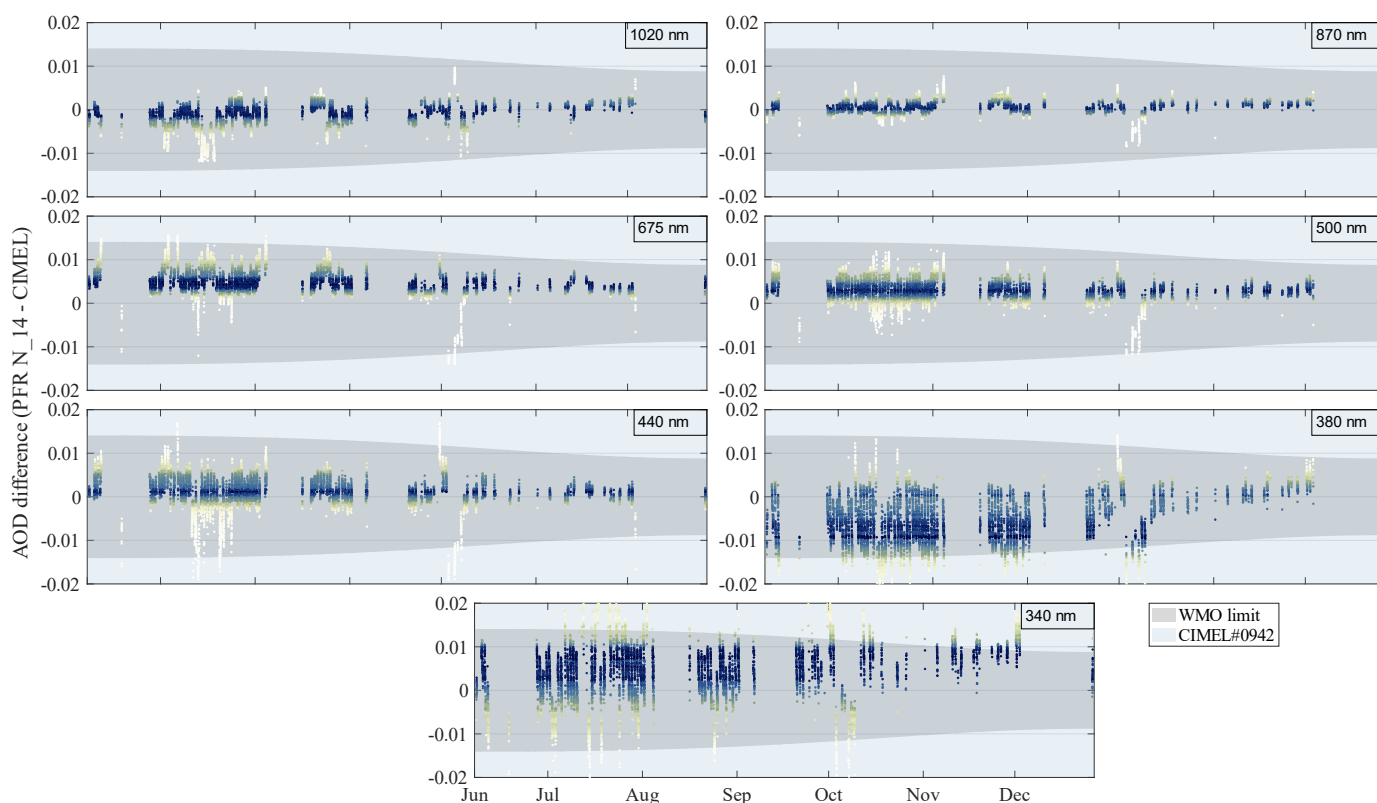 0.02 0.02
1020 nm 870 nm
0.01 0.01
0 0
-0.01 -0.01
-0.02 -0.02
0.02 0.02
675 nm 500 nm
0.01 0.01
0 0
-0.01 -0.01
-0.02 -0.02
AOD difference (PFR N_14 - CIMEL)
0.02 0.02
440 nm 380 nm
0.01 0.01
0 0
-0.01 -0.01
-0.02 -0.02
0.02
340 nm
WMO limit
CIMEL#0942
0.01
0
-0.01
-0.02
Jun Jul Aug Sep Oct Nov Dec